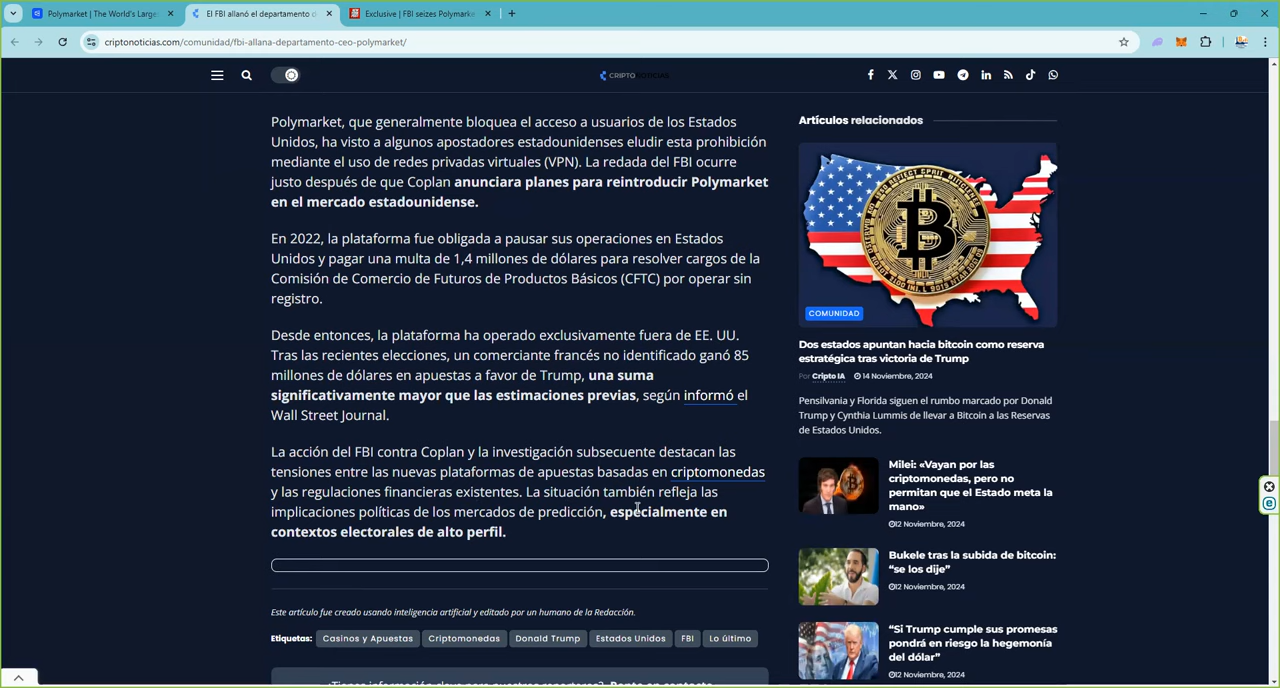 Polymarket | The World's Large
El FBI allanó el departamento d
Exclusive | FBI seizes Polymarke
criptonoticias.com/comunidad/fbi-allana-departamento-ceo-polymarket/
CRIPTONOTICIAS
Polymarket, que generalmente bloquea el acceso a usuarios de los Estados
Unidos, ha visto a algunos apostadores estadounidenses eludir esta prohibición
mediante el uso de redes privadas virtuales (VPN). La redada del FBI ocurre
justo después de que Coplan anunciara planes para reintroducir Polymarket
en el mercado estadounidense.
En 2022, la plataforma fue obligada a pausar sus operaciones en Estados
Unidos y pagar una multa de 1,4 millones de dólares para resolver cargos de la
Comisión de Comercio de Futuros de Productos Básicos (CFTC) por operar sin
registro.
Desde entonces, la plataforma ha operado exclusivamente fuera de EE. UU.
Tras las recientes elecciones, un comerciante francés no identificado ganó 85
millones de dólares en apuestas a favor de Trump, una suma
significativamente mayor que las estimaciones previas, según informó el
Wall Street Journal.
La acción del FBI contra Coplan y la investigación subsecuente destacan las
tensiones entre las nuevas plataformas de apuestas basadas en criptomonedas
y las regulaciones financieras existentes. La situación también refleja las
implicaciones políticas de los mercados de predicción, especialmente en
contextos electorales de alto perfil.
Este artículo fue creado usando inteligencia artificial y editado por un humano de la Redacción.
Etiquetas: Casinos y Apuestas Criptomonedas Donald Trump Estados Unidos FBI Lo último
Artículos relacionados
COMUNIDAD
Dos estados apuntan hacia bitcoin como reserva
estratégica tras victoria de Trump
Por Cripto IA 14 Noviembre, 2024
Pensilvania y Florida siguen el rumbo marcado por Donald
Trump y Cynthia Lummis de llevar a Bitcoin a las Reservas
de Estados Unidos.
Milei: «Vayan por las
criptomonedas, pero no
permitan que el Estado meta la
mano»
12 Noviembre, 2024
Bukele tras la subida de bitcoin:
“se los dije”
12 Noviembre, 2024
“Si Trump cumple sus promesas
pondrá en riesgo la hegemonía
del dólar”
12 Noviembre, 2024